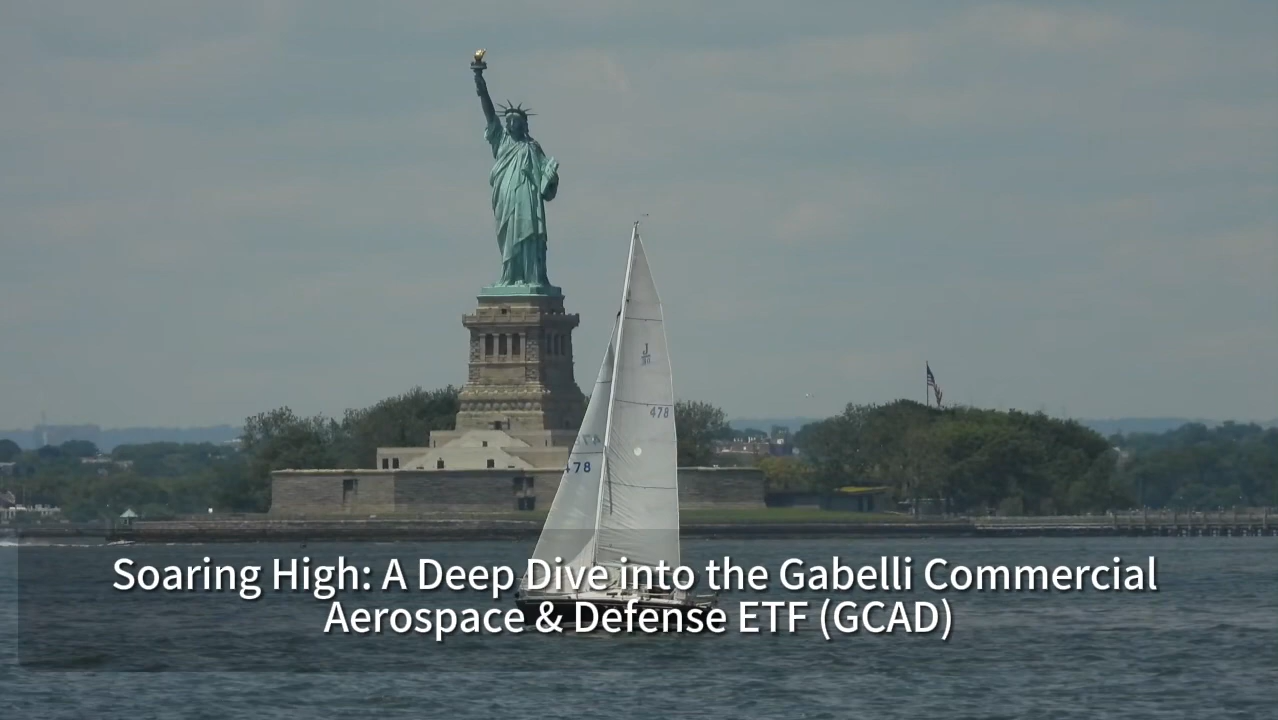 J
478
478
Soaring High: A Deep Dive into the Gabelli Commercial
Aerospace & Defense ETF (GCAD)